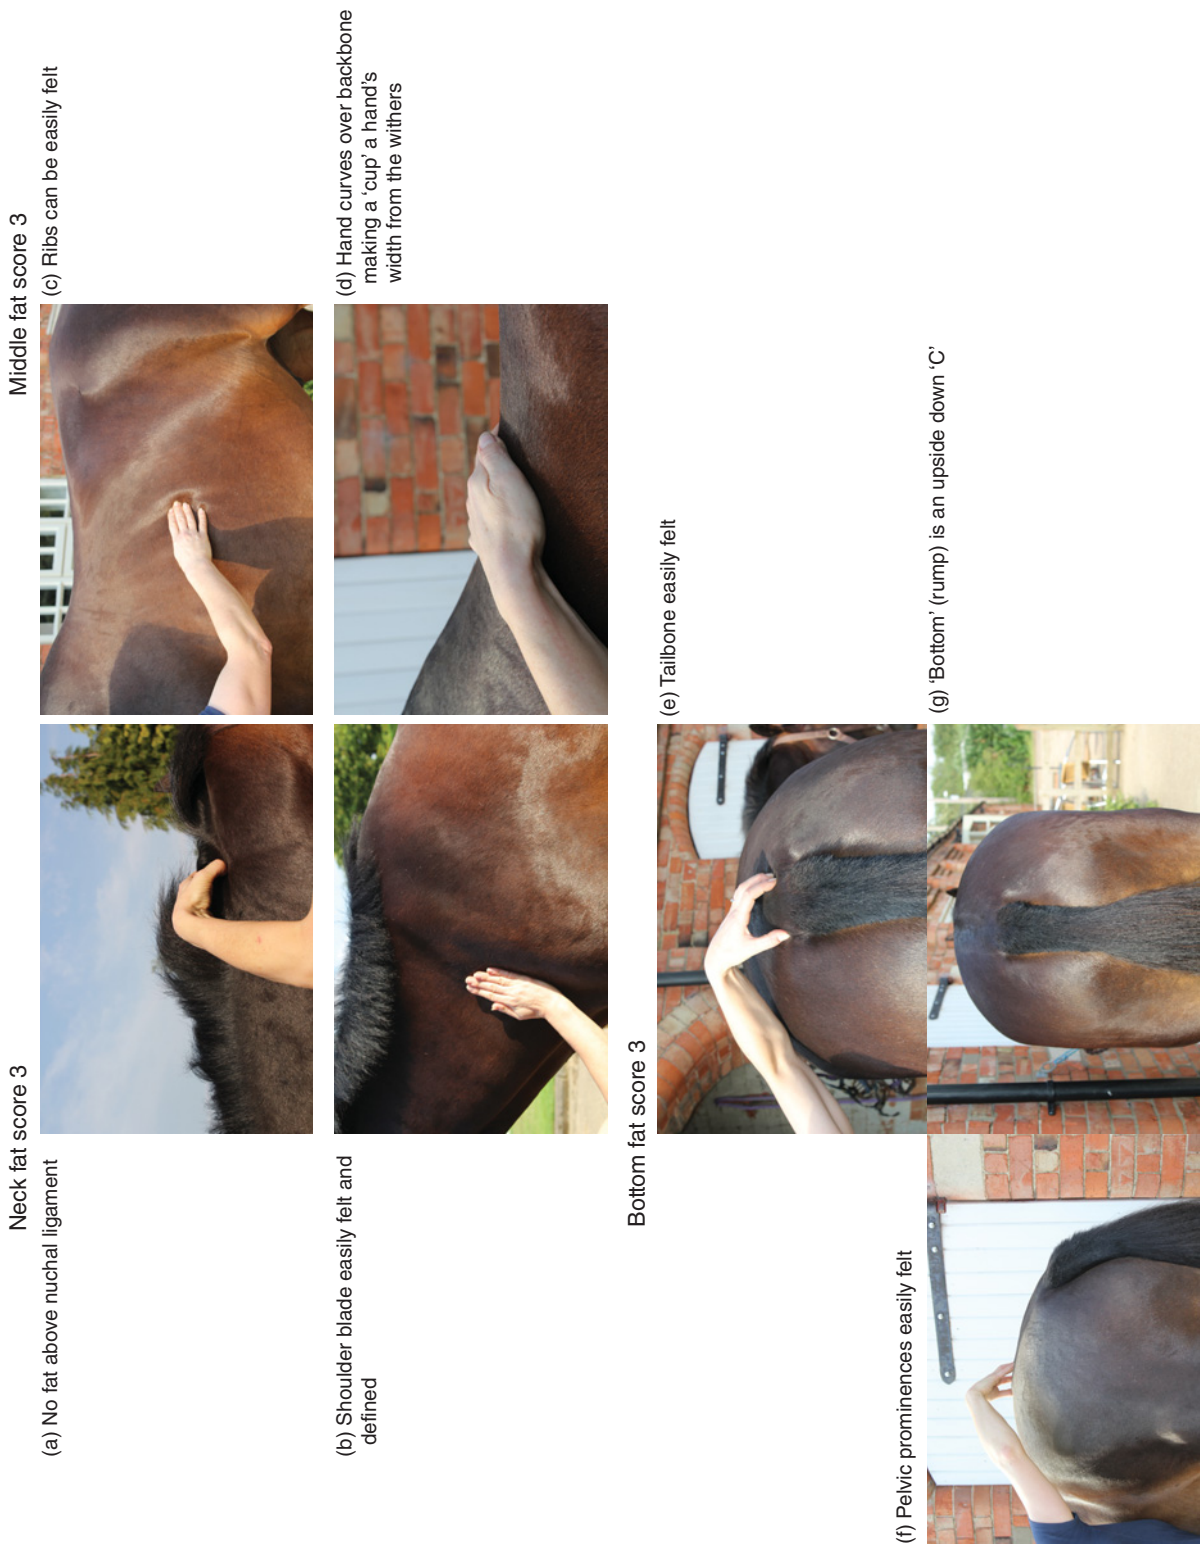 Neck fat score 3
(a) No fat above nuchal ligament
(b) Shoulder blade easily felt and
defined
Middle fat score 3
(c) Ribs can be easily felt
(d) Hand curves over backbone
making a ‘cup’ a hand’s
width from the withers
Bottom fat score 3
(e) Tailbone easily felt
(f) Pelvic prominences easily felt
(g) ‘Bottom’ (rump) is an upside down ‘C’